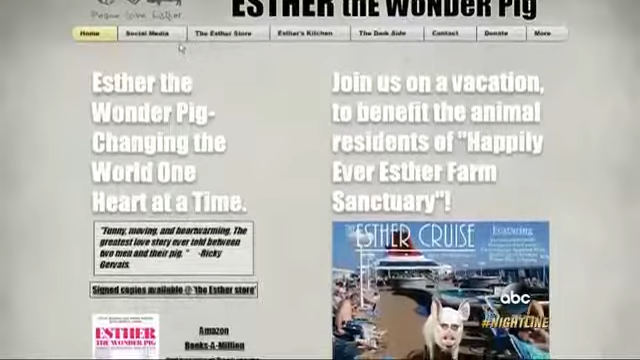 ESTHER the Wonder Pig
Home Social Media The Esther Store Esther's Kitchen The Dark Side Contact Donate More
Esther the
Wonder Pig-
Changing the
World One
Heart at a Time.
Join us on a vacation,
to benefit the animal
residents of "Happily
Ever Esther Farm
Sanctuary"!
"Funny, moving, and heartwarming. The
greatest love story ever told between
two men and their pig. " -Ricky
Gervais.
Signed copies available @ 'the Esther store'
ESTHER
THE WONDER PIG
Amazon
Books-A-Million
THE ESTHER CRUISE
Featuring
abc
#NIGHTLINE